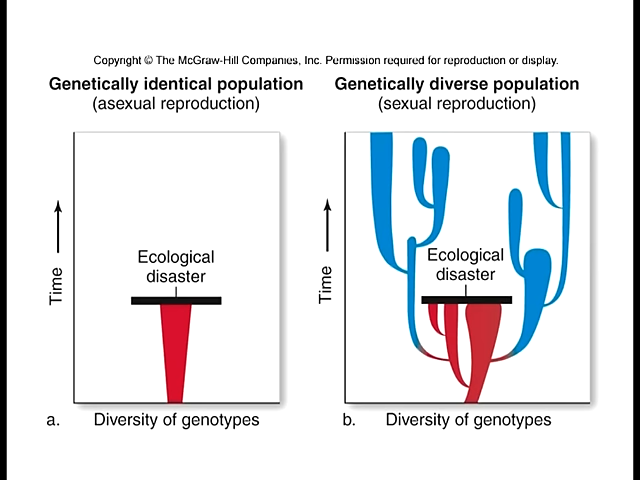 Copyright © The McGraw-Hill Companies, Inc. Permission required for reproduction or display.
Genetically identical population
(asexual reproduction)
Time
Ecological
disaster
a.
Diversity of genotypes
Genetically diverse population
(sexual reproduction)
Time
Ecological
disaster
b.
Diversity of genotypes